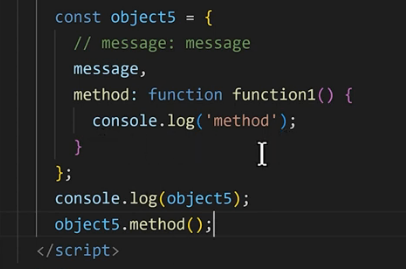 const object5 = {
// message: message
message,
method: function function1() {
console.log('method');
}
};
console.log(object5);
object5.method();
</script>